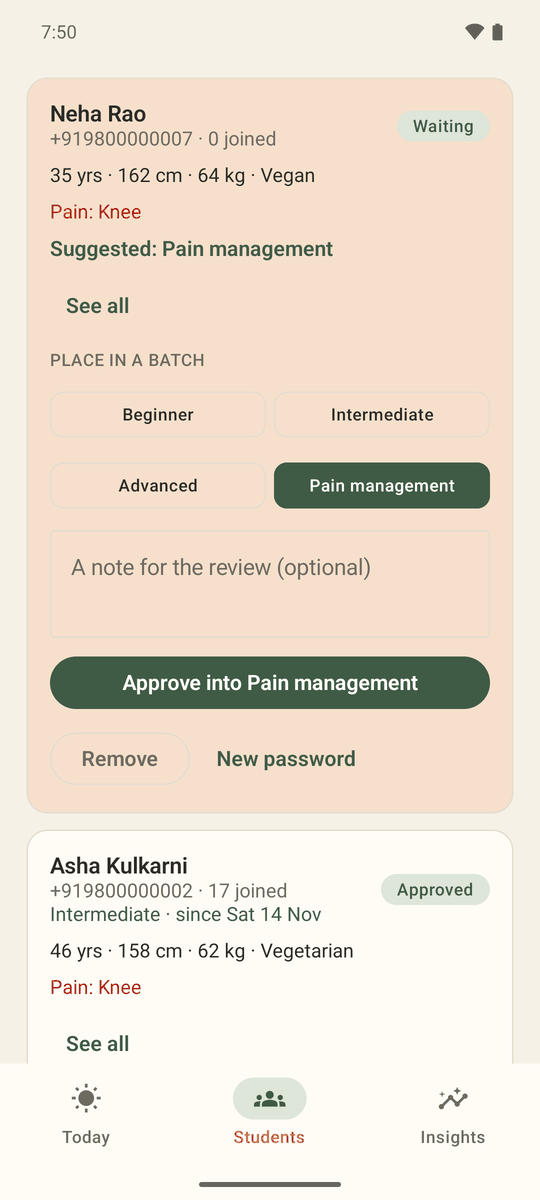 7:50
Neha Rao
+919800000007 · 0 joined
Waiting
35 yrs · 162 cm · 64 kg · Vegan
Pain: Knee
Suggested: Pain management
See all
PLACE IN A BATCH
Beginner
Intermediate
Advanced
Pain management
A note for the review (optional)
Approve into Pain management
Remove
New password
Asha Kulkarni
+919800000002 · 17 joined
Intermediate · since Sat 14 Nov
Approved
46 yrs · 158 cm · 62 kg · Vegetarian
Pain: Knee
See all
Today
Students
Insights